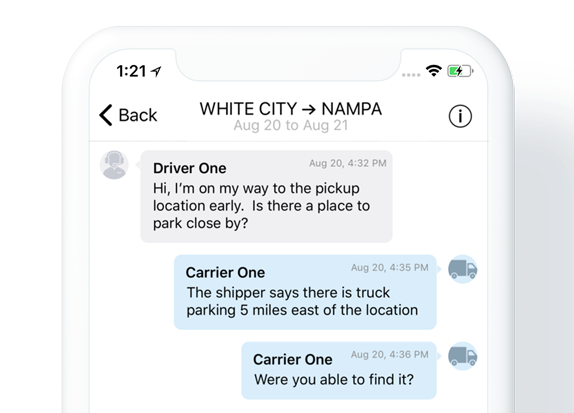 1:21
Back
WHITE CITY → NAMPA
Aug 20 to Aug 21
Driver One
Aug 20, 4:32 PM
Hi, I’m on my way to the pickup
location early.  Is there a place to
park close by?
Carrier One
Aug 20, 4:35 PM
The shipper says there is truck
parking 5 miles east of the location
Carrier One
Aug 20, 4:36 PM
Were you able to find it?